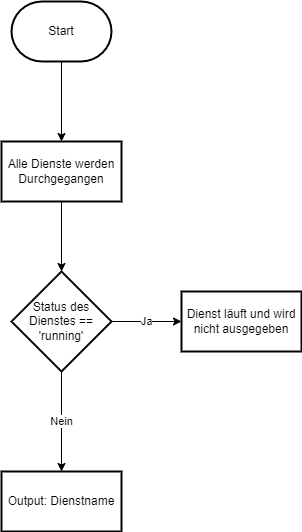 Start
Alle Dienste werden
Durchgegangen
Status des
Dienstes ==
'running'
Ja
Dienst läuft und wird
nicht ausgegeben
Nein
Output: Dienstname